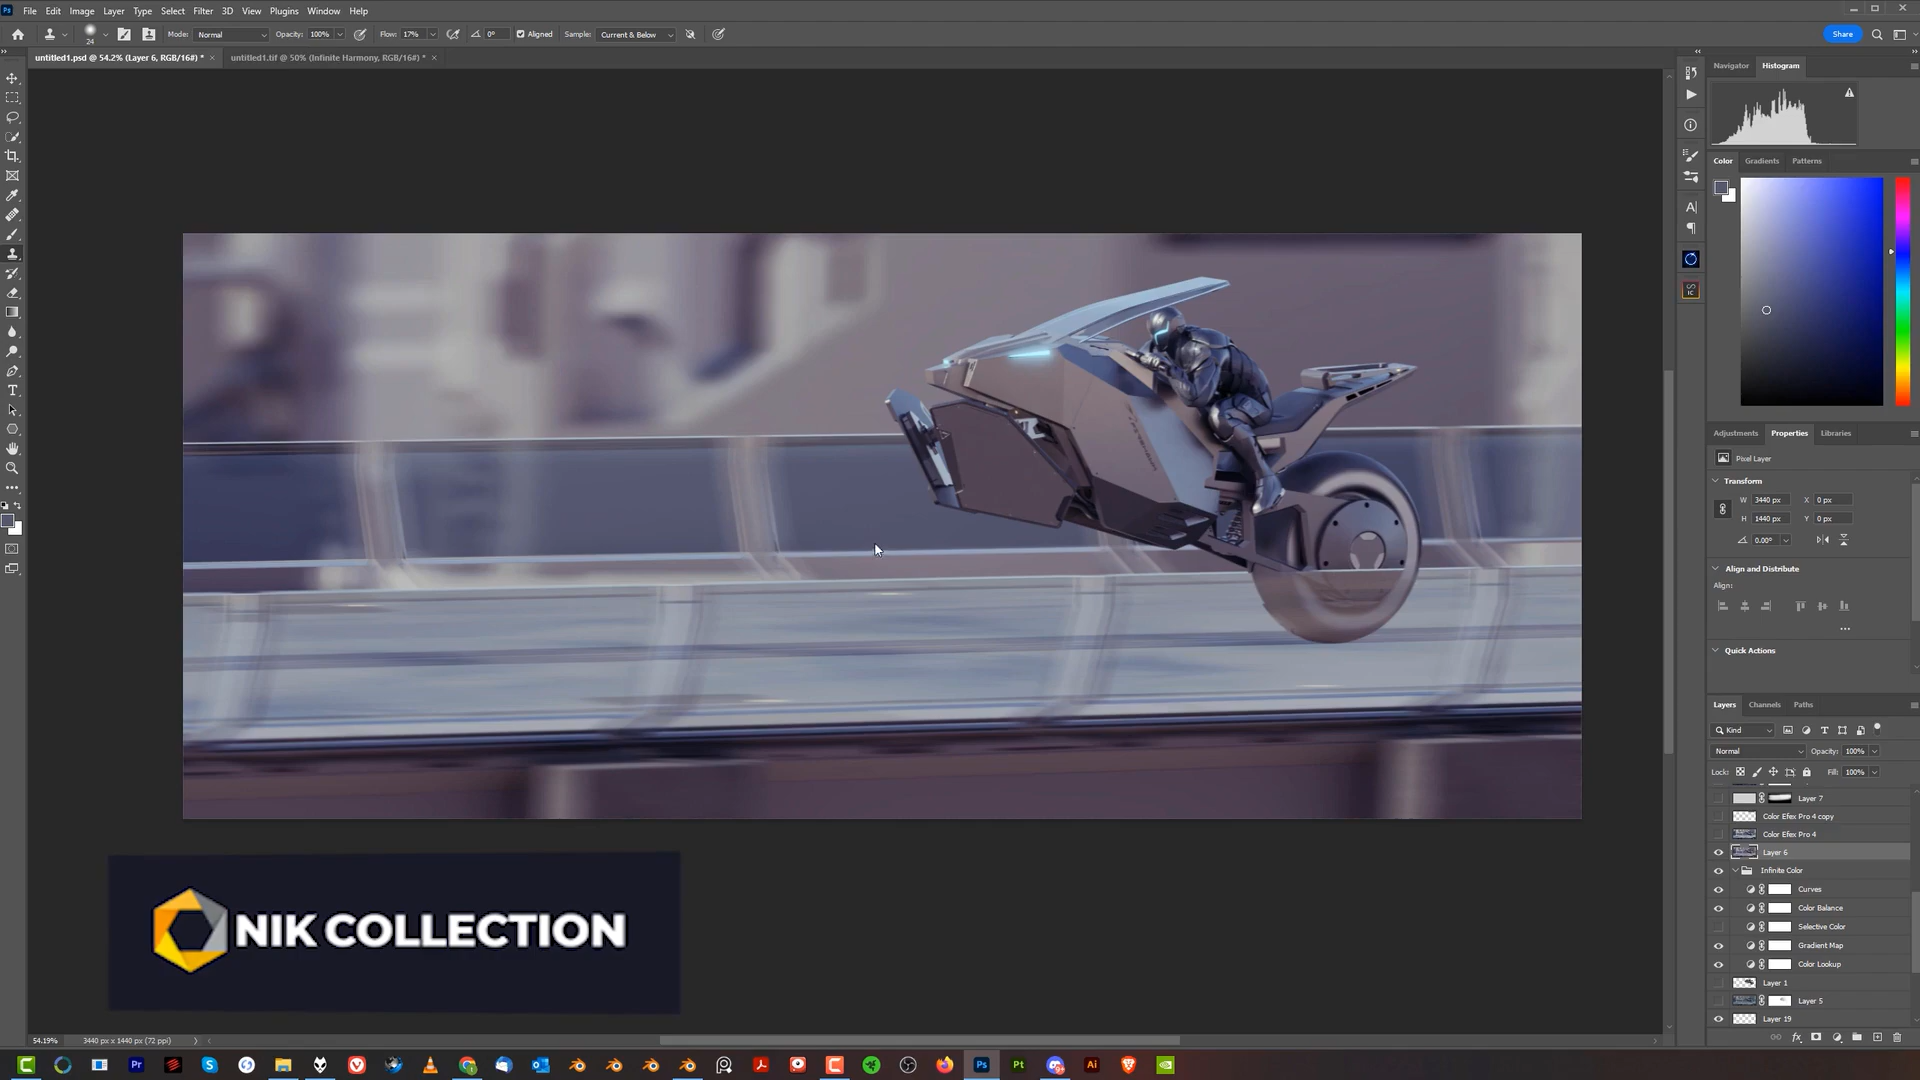 File Edit Image Layer Type Select Filter 3D View Plugins Window Help
24 Mode: Normal Opacity: 100% Flow: 17% 0° Aligned Sample: Current & Below Share
untitled1.psd @ 54.2% (Layer 6, RGB/16#) * untitled1.tif @ 50% (Infinite Harmony, RGB/16#) *
Navigator Histogram
Color Gradients Patterns
Adjustments Properties Libraries
Pixel Layer
Transform
W 3440 px X 0 px
H 1440 px Y 0 px
0.00°
Align and Distribute
Align:
Quick Actions
Layers Channels Paths
Kind
Normal Opacity: 100%
Lock: Fill: 100%
Layer 7
Color Efex Pro 4 copy
Color Efex Pro 4
Layer 6
Infinite Color
Curves
Color Balance
Selective Color
Gradient Map
Color Lookup
Layer 1
Layer 5
Layer 19
NIK COLLECTION
54.19% 3440 px x 1440 px (72 ppi)